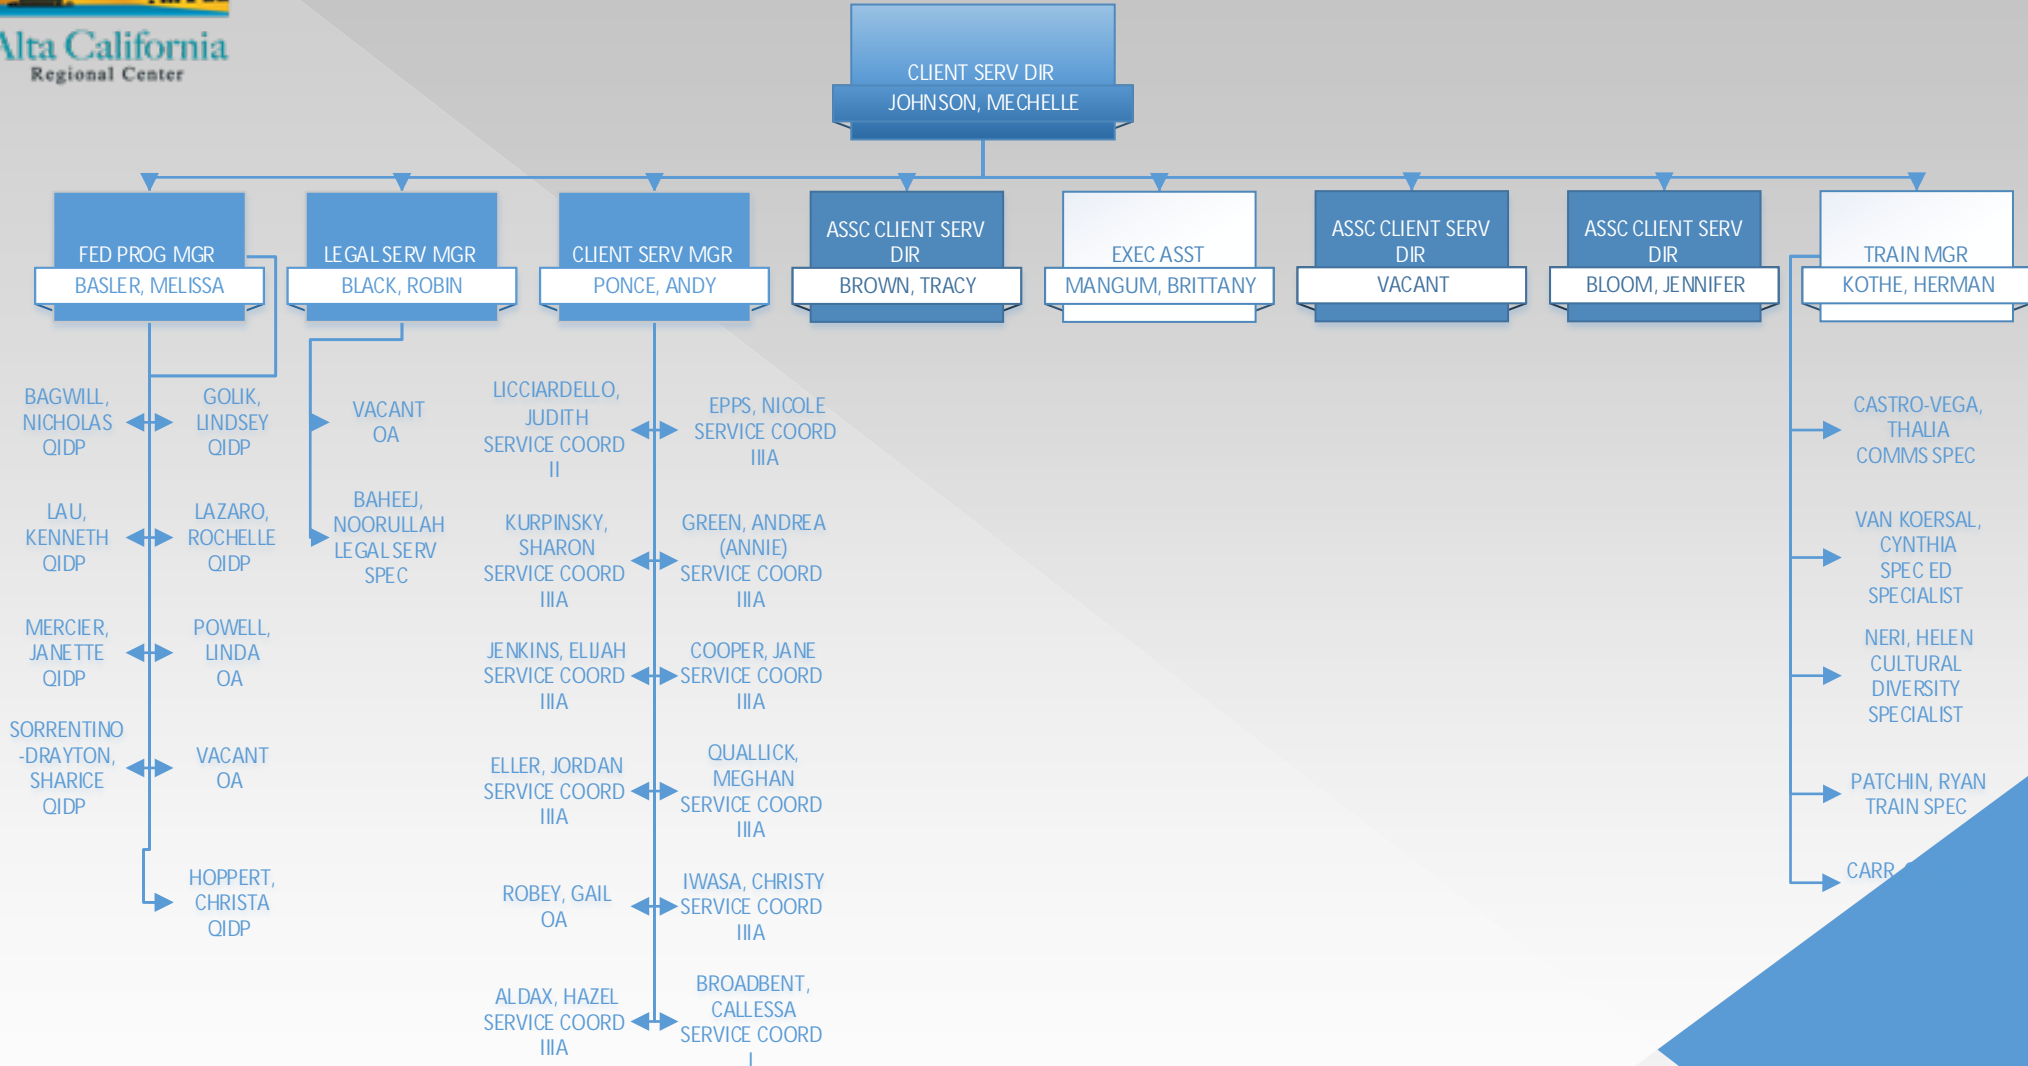 Alta California
Regional Center
CLIENT SERV DIR
JOHNSON, MECHELLE
FED PROG MGR
BASLER, MELISSA
LEGAL SERV MGR
BLACK, ROBIN
CLIENT SERV MGR
PONCE, ANDY
ASSC CLIENT SERV
DIR
BROWN, TRACY
EXEC ASST
MANGUM, BRITTANY
ASSC CLIENT SERV
DIR
VACANT
ASSC CLIENT SERV
DIR
BLOOM, JENNIFER
TRAIN MGR
KOTHE, HERMAN
BAGWILL,
NICHOLAS
QIDP
GOLIK,
LINDSEY
QIDP
LAU,
KENNETH
QIDP
LAZARO,
ROCHELLE
QIDP
MERCIER,
JANETTE
QIDP
POWELL,
LINDA
OA
SORRENTINO
-DRAYTON,
SHARICE
QIDP
VACANT
OA
HOPPERT,
CHRISTA
QIDP
VACANT
OA
BAHEEJ,
NOORULLAH
LEGAL SERV
SPEC
LICCIARDELLO,
JUDITH
SERVICE COORD
II
EPPS, NICOLE
SERVICE COORD
IIIA
KURPINSKY,
SHARON
SERVICE COORD
IIIA
GREEN, ANDREA
(ANNIE)
SERVICE COORD
IIIA
JENKINS, ELIJAH
SERVICE COORD
IIIA
COOPER, JANE
SERVICE COORD
IIIA
ELLER, JORDAN
SERVICE COORD
IIIA
QUALLICK,
MEGHAN
SERVICE COORD
IIIA
ROBEY, GAIL
OA
IWASA, CHRISTY
SERVICE COORD
IIIA
ALDAX, HAZEL
SERVICE COORD
IIIA
BROADBENT,
CALLESSA
SERVICE COORD
CASTRO-VEGA,
THALIA
COMMS SPEC
VAN KOERSAL,
CYNTHIA
SPEC ED
SPECIALIST
NERI, HELEN
CULTURAL
DIVERSITY
SPECIALIST
PATCHIN, RYAN
TRAIN SPEC
CARR